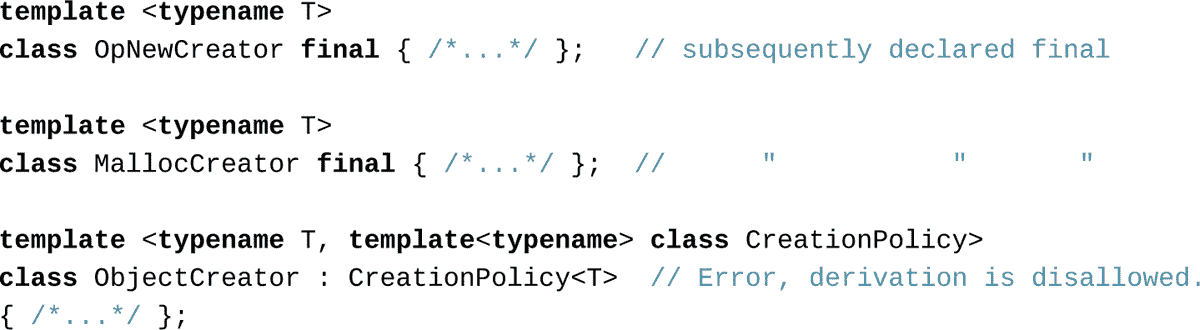 template <typename T>
class OpNewCreator final { /*...*/ };   // subsequently declared final
template <typename T>
class MallocCreator final { /*...*/ };  //      "           "       "
template <typename T, template<typename> class CreationPolicy>
class ObjectCreator : CreationPolicy<T>  // Error, derivation is disallowed.
{ /*...*/ };